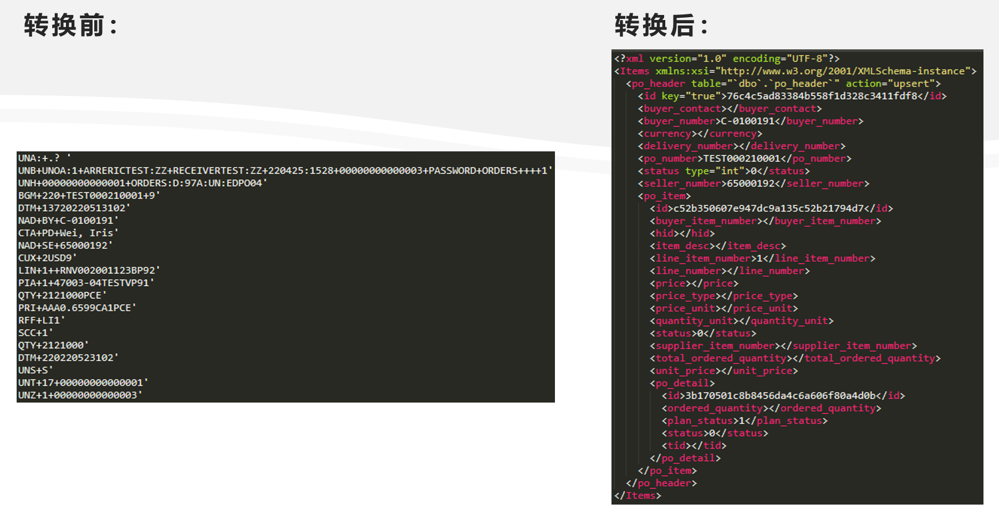 转换前：
UNA:+.? '
UNB+UNOA:1+ARRERICTEST:ZZ+RECEIVERTEST:ZZ+220425:1528+00000000000003+PASSWORD+ORDERS++++1'
UNH+00000000000001+ORDERS:D:97A:UN:EDPO04'
BGM+220+TEST000210001+9'
DTM+13720220513102'
NAD+BY+C-0100191'
CTA+PD+Wei, Iris'
NAD+SE+65000192'
CUX+2USD9'
LIN+1++RNV002001123BP92'
PIA+1+47003-04TESTVP91'
QTY+2121000PCE'
PRI+AAA0.6599CA1PCE'
RFF+LI1'
SCC+1'
QTY+2121000'
DTM+220220523102'
UNS+S'
UNT+17+00000000000001'
UNZ+1+00000000000003'
转换后：
<?xml version="1.0" encoding="UTF-8"?>
<Items xmlns:xsi="http://www.w3.org/2001/XMLSchema-instance">
<po_header table="`dbo`.`po_header`" action="upsert">
<id key="true">76c4c5ad83384b558f1d328c3411fdf8</id>
<buyer_contact></buyer_contact>
<buyer_number>C-0100191</buyer_number>
<currency></currency>
<delivery_number></delivery_number>
<po_number>TEST000210001</po_number>
<status type="int">0</status>
<seller_number>65000192</seller_number>
<po_item>
<id>c52b350607e947dc9a135c52b21794d7</id>
<buyer_item_number></buyer_item_number>
<hid></hid>
<item_desc></item_desc>
<line_item_number>1</line_item_number>
<line_number></line_number>
<price></price>
<price_type></price_type>
<price_unit></price_unit>
<quantity_unit></quantity_unit>
<status>0</status>
<supplier_item_number></supplier_item_number>
<total_ordered_quantity></total_ordered_quantity>
<unit_price></unit_price>
<po_detail>
<id>3b170501c8b8456da4c6a606f80a4d0b</id>
<ordered_quantity></ordered_quantity>
<plan_status>1</plan_status>
<status>0</status>
<tid></tid>
</po_detail>
</po_item>
</po_header>
</Items>